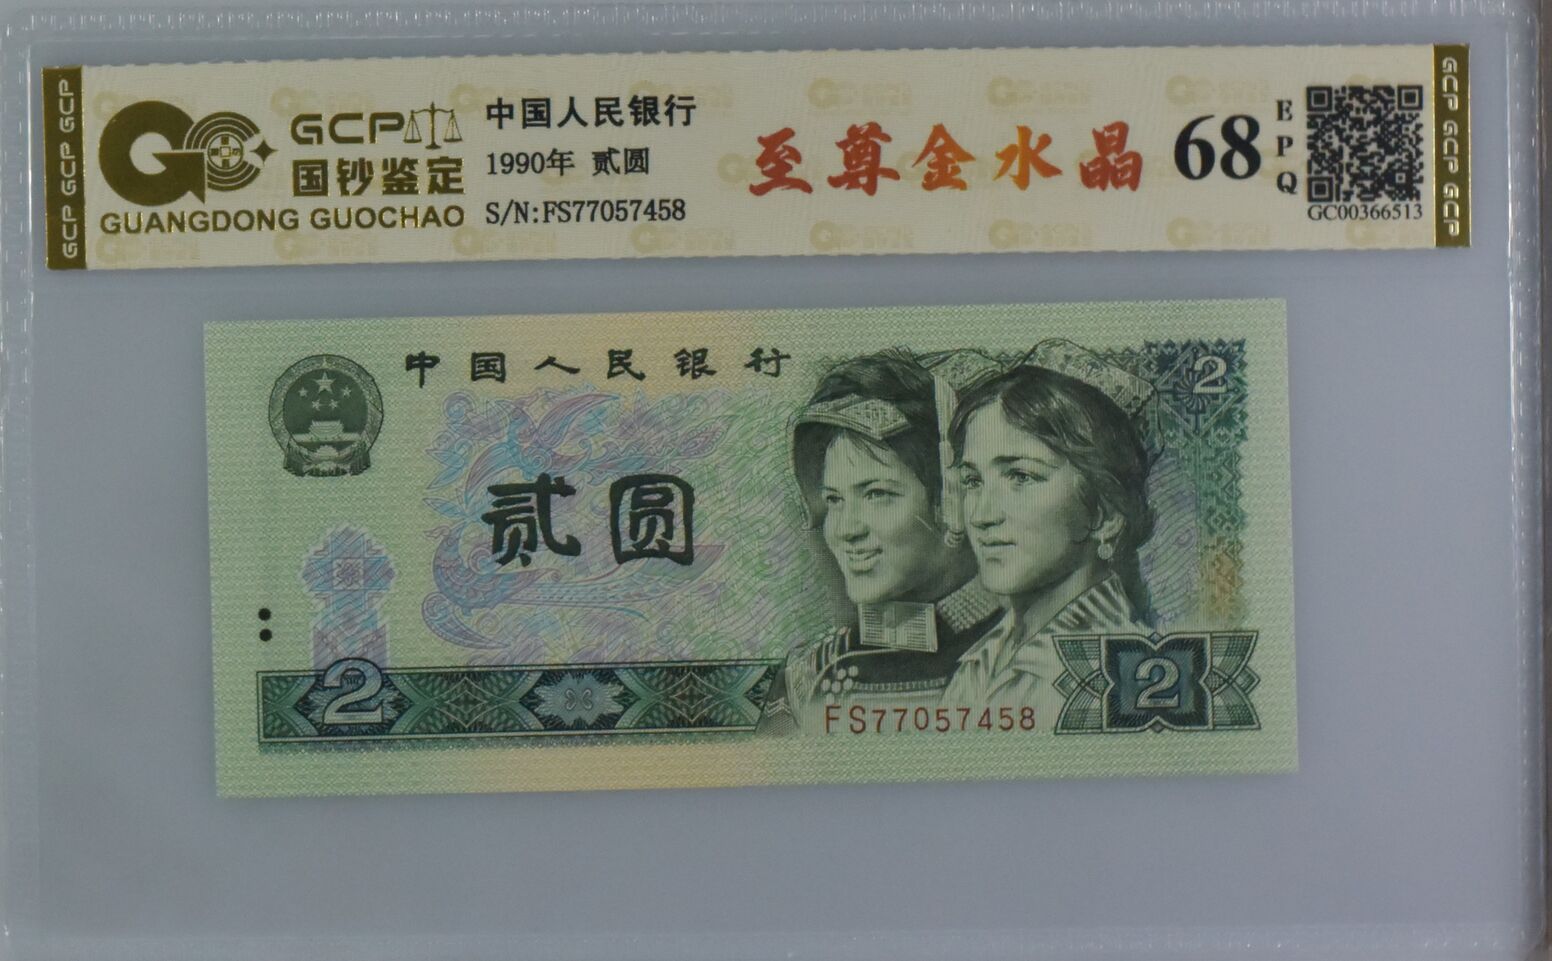 GCP
国钞鉴定
GUANGDONG GUOCHAO
中国人民银行
1990年 贰圆
S/N:FS77057458
至尊金水晶
68
EPQ
GC00366513
GCP GCP GCP
GCP GCP GCP
中国人民银行
2
贰圆
2
FS77057458
2